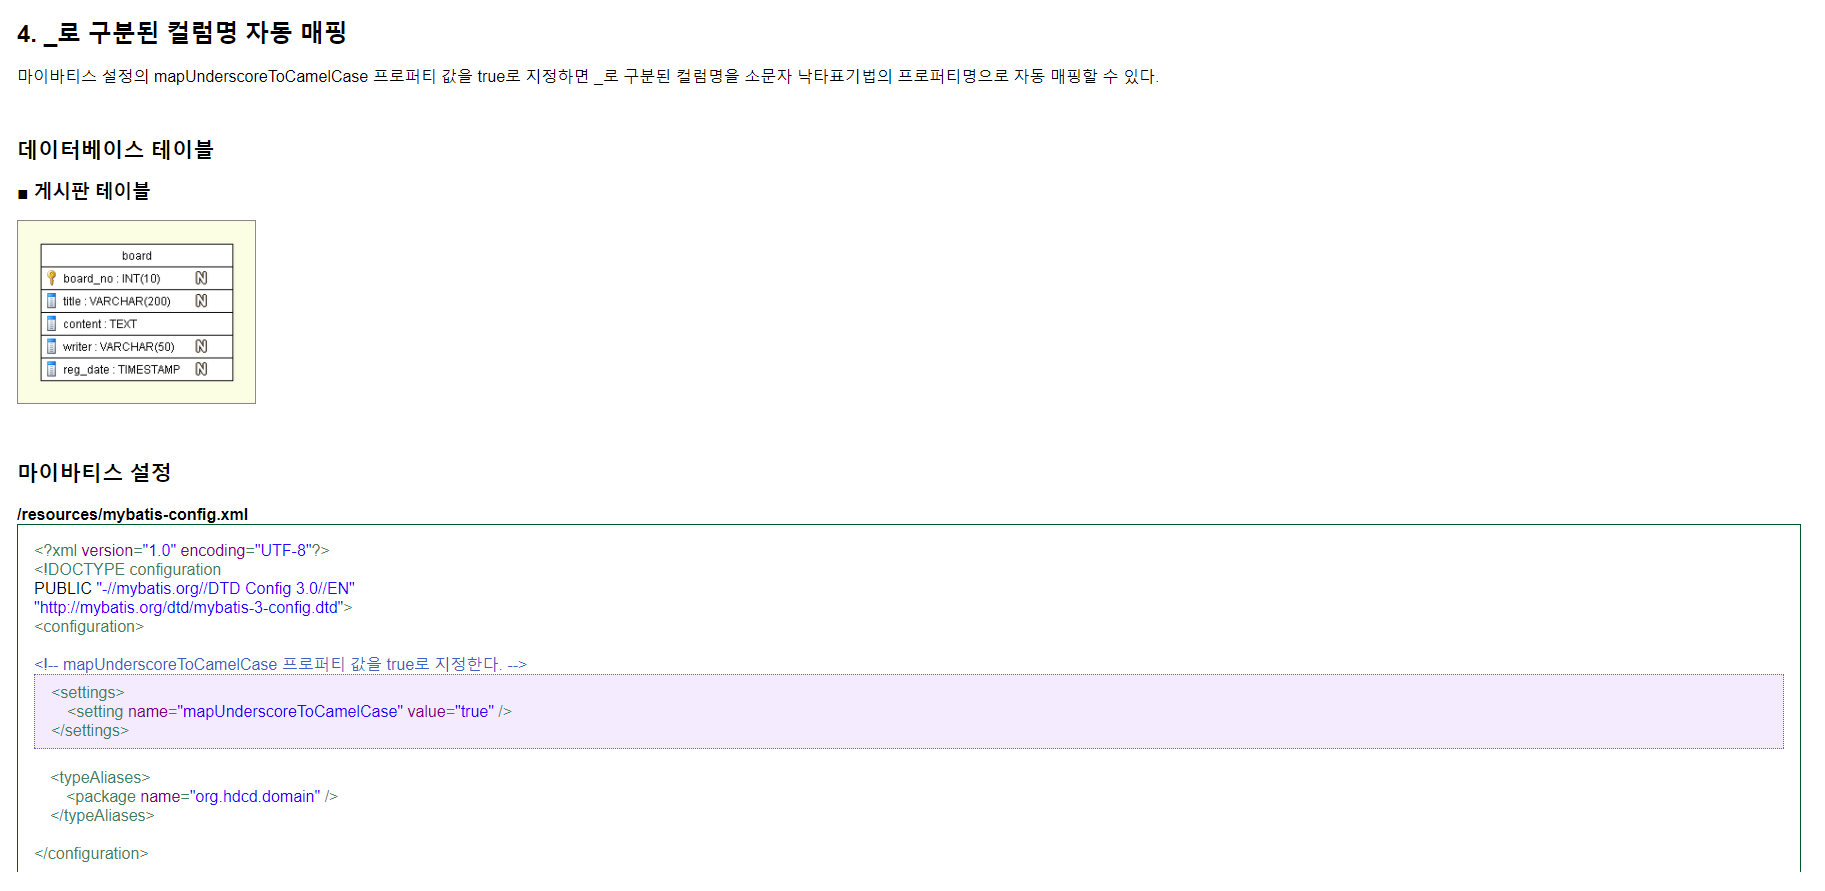 4. _로 구분된 컬럼명 자동 매핑
마이바티스 설정의 mapUnderscoreToCamelCase 프로퍼티 값을 true로 지정하면 _로 구분된 컬럼명을 소문자 낙타표기법의 프로퍼티명으로 자동 매핑할 수 있다.
데이터베이스 테이블
■ 게시판 테이블
board
board_no : INT(10) N
title : VARCHAR(200) N
content : TEXT
writer : VARCHAR(50) N
reg_date : TIMESTAMP N
마이바티스 설정
/resources/mybatis-config.xml
<?xml version="1.0" encoding="UTF-8"?>
<!DOCTYPE configuration
PUBLIC "-//mybatis.org//DTD Config 3.0//EN"
"http://mybatis.org/dtd/mybatis-3-config.dtd">
<configuration>
<!-- mapUnderscoreToCamelCase 프로퍼티 값을 true로 지정한다. -->
<settings>
<setting name="mapUnderscoreToCamelCase" value="true" />
</settings>
<typeAliases>
<package name="org.hdcd.domain" />
</typeAliases>
</configuration>